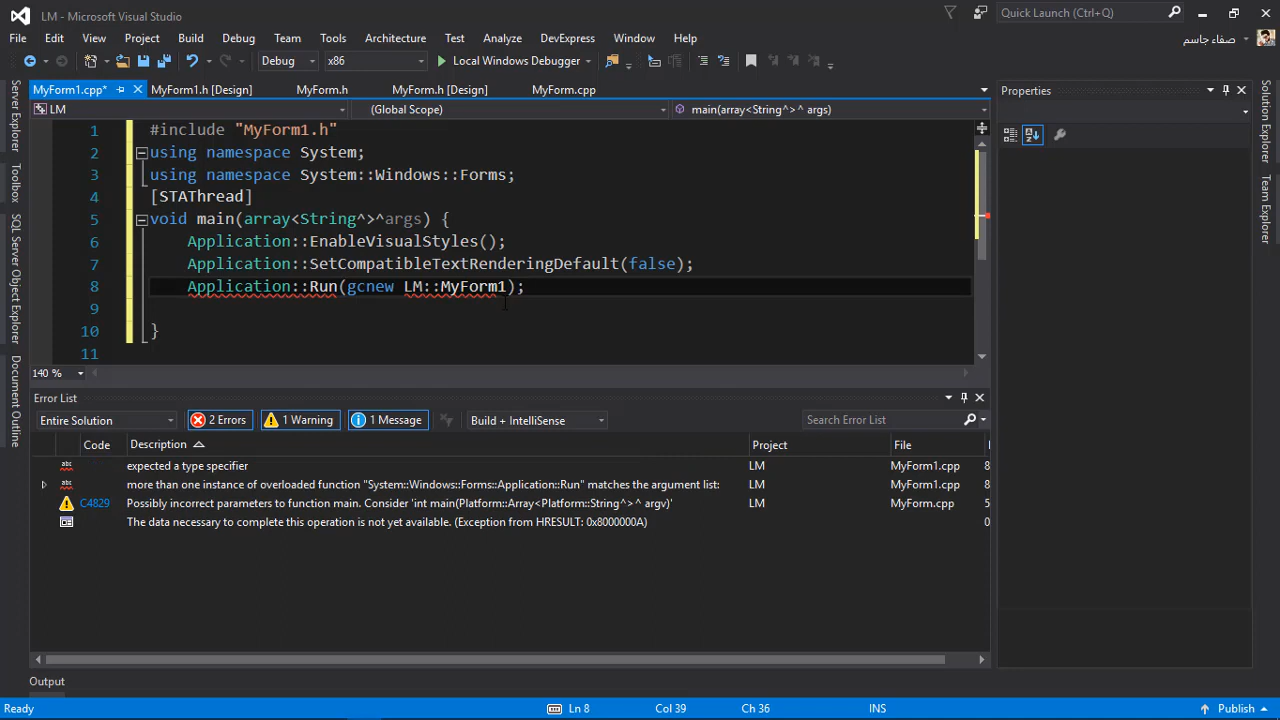 LM - Microsoft Visual Studio
Quick Launch (Ctrl+Q)
File Edit View Project Build Debug Team Tools Architecture Test Analyze DevExpress Window Help
صفاء جاسم
Debug x86 Local Windows Debugger
MyForm1.cpp* MyForm1.h [Design] MyForm.h MyForm.h [Design] MyForm.cpp
LM (Global Scope) main(array<String^>^ args)
Properties
Server Explorer
Toolbox
SQL Server Object Explorer
Document Outline
Solution Explorer
Team Explorer
1 #include "MyForm1.h"
2 using namespace System;
3 using namespace System::Windows::Forms;
4 [STAThread]
5 void main(array<String^>^args) {
6 Application::EnableVisualStyles();
7 Application::SetCompatibleTextRenderingDefault(false);
8 Application::Run(gcnew LM::MyForm1);
9
10 }
11
140 %
Error List
Entire Solution 2 Errors 1 Warning 1 Message Build + IntelliSense Search Error List
Code Description Project File
expected a type specifier LM MyForm1.cpp 8
more than one instance of overloaded function "System::Windows::Forms::Application::Run" matches the argument list: LM MyForm1.cpp 8
C4829 Possibly incorrect parameters to function main. Consider 'int main(Platform::Array<Platform::String^>^ argv)' LM MyForm.cpp 5
The data necessary to complete this operation is not yet available. (Exception from HRESULT: 0x8000000A) 0
Output
Ready Ln 8 Col 39 Ch 36 INS Publish